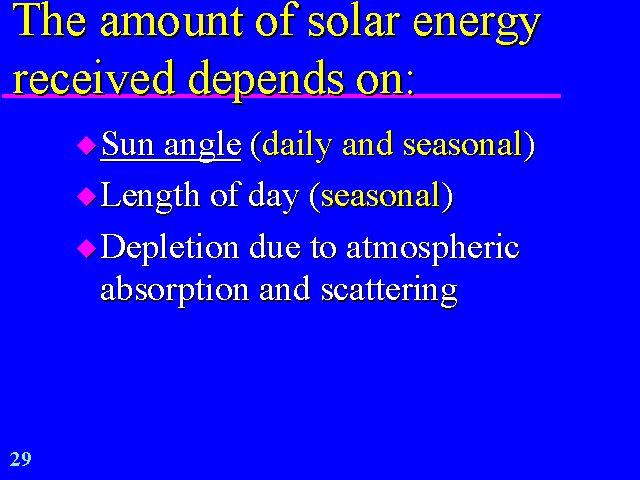 The amount of solar energy
received depends on:
Sun angle (daily and seasonal)
Length of day (seasonal)
Depletion due to atmospheric
absorption and scattering
29